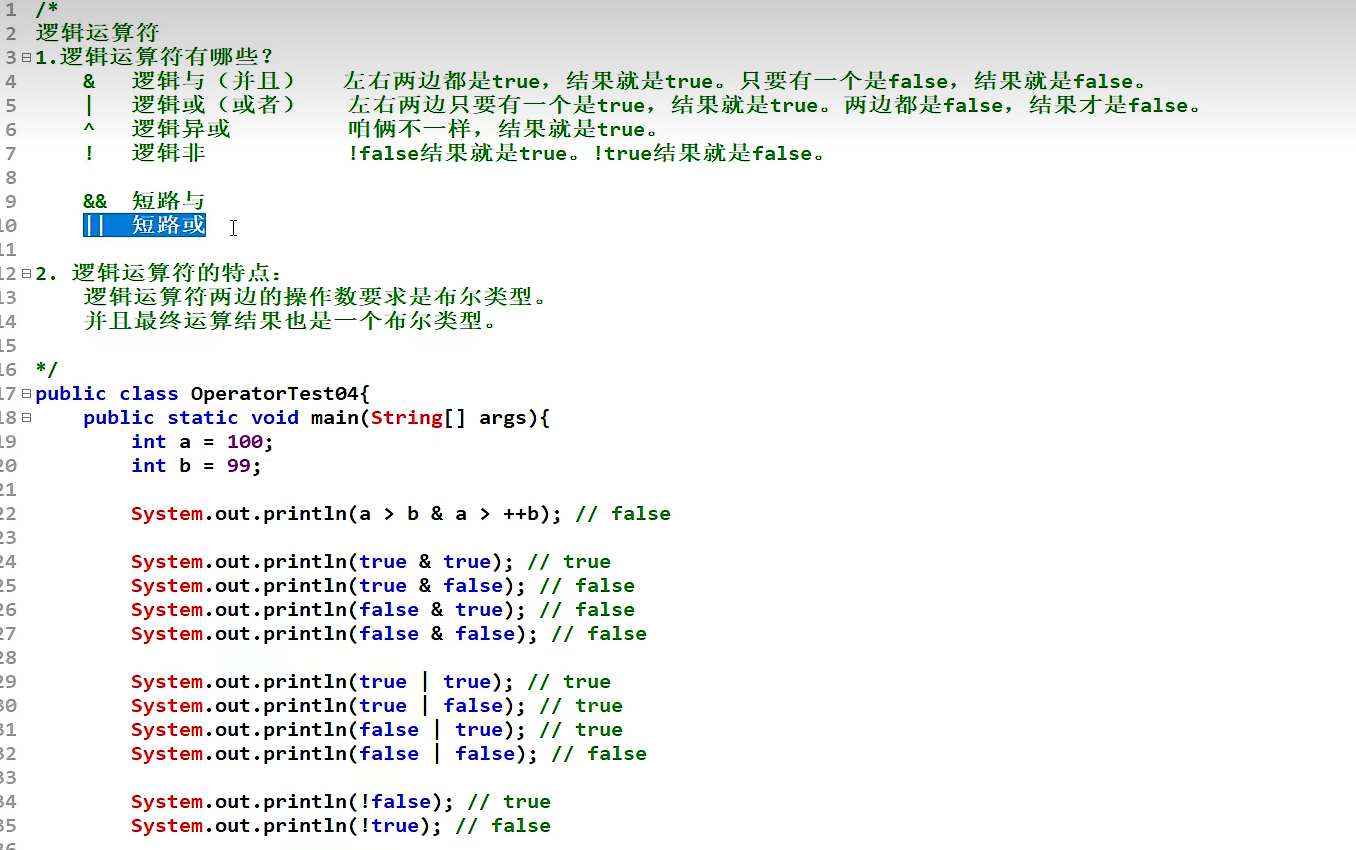 1 /*
2 逻辑运算符
3 1.逻辑运算符有哪些？
4 & 逻辑与（并且） 左右两边都是true，结果就是true。只要有一个是false，结果就是false。
5 | 逻辑或（或者） 左右两边只要有一个是true，结果就是true。两边都是false，结果才是false。
6 ^ 逻辑异或 咱俩不一样，结果就是true。
7 ! 逻辑非 !false结果就是true。!true结果就是false。
8
9 && 短路与
10 || 短路或
11
12 2. 逻辑运算符的特点：
13 逻辑运算符两边的操作数要求是布尔类型。
14 并且最终运算结果也是一个布尔类型。
15
16 */
17 public class OperatorTest04{
18 public static void main(String[] args){
19 int a = 100;
20 int b = 99;
21
22 System.out.println(a > b & a > ++b); // false
23
24 System.out.println(true & true); // true
25 System.out.println(true & false); // false
26 System.out.println(false & true); // false
27 System.out.println(false & false); // false
28
29 System.out.println(true | true); // true
30 System.out.println(true | false); // true
31 System.out.println(false | true); // true
32 System.out.println(false | false); // false
33
34 System.out.println(!false); // true
35 System.out.println(!true); // false
36